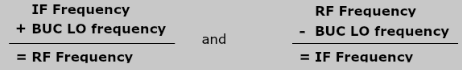 IF Frequency
+ BUC LO frequency
= RF Frequency
and
RF Frequency
- BUC LO frequency
= IF Frequency